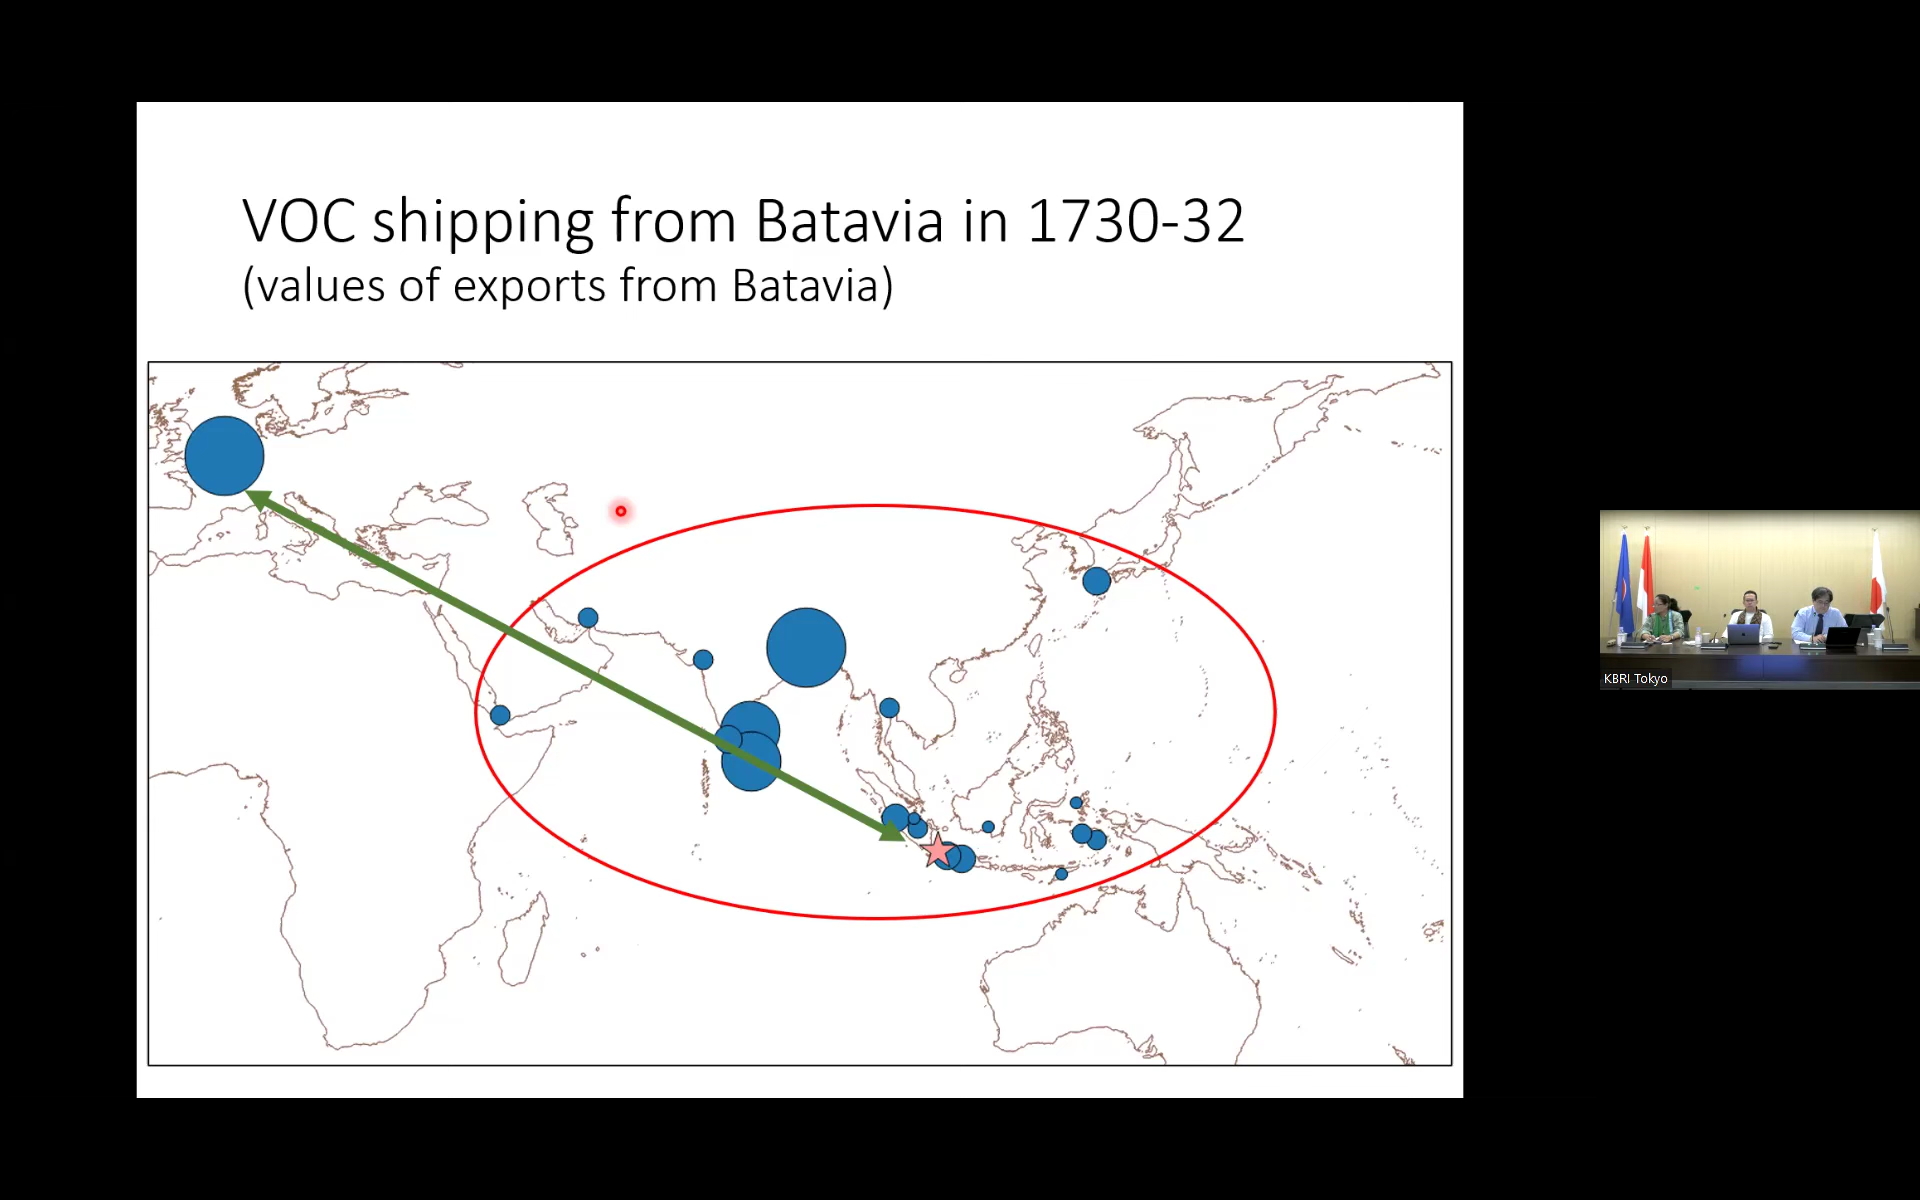 VOC shipping from Batavia in 1730-32
(values of exports from Batavia)
KBRI Tokyo